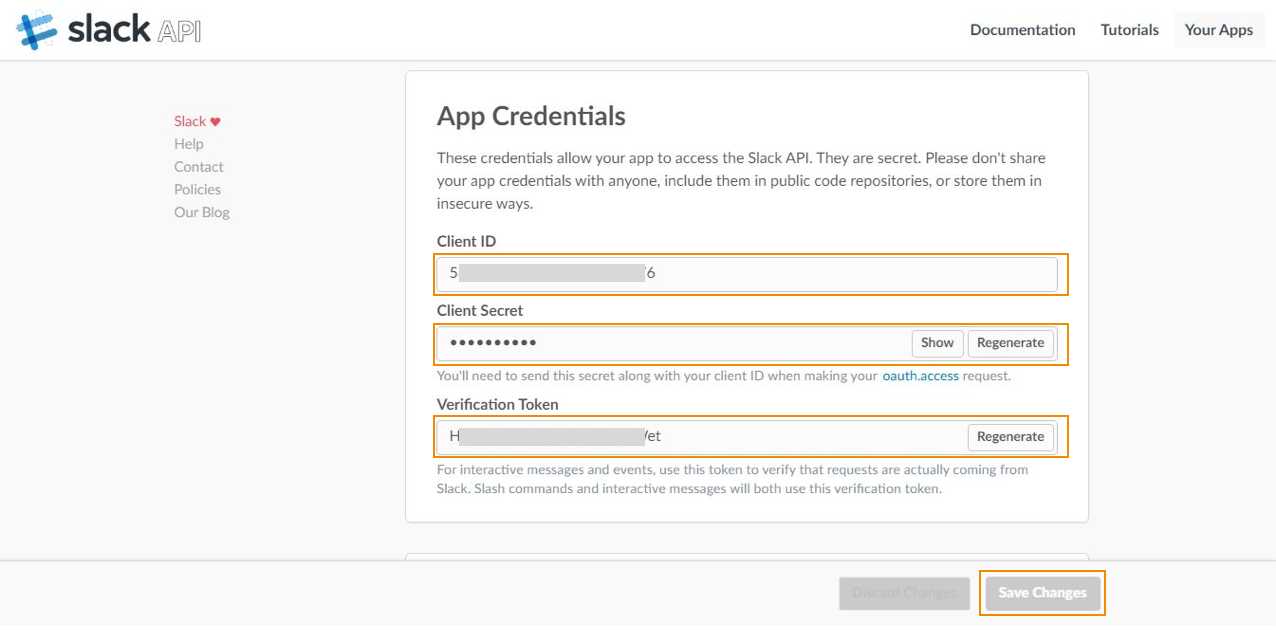 slack API
Documentation
Tutorials
Your Apps
Slack ♥
Help
Contact
Policies
Our Blog
App Credentials
These credentials allow your app to access the Slack API. They are secret. Please don't share
your app credentials with anyone, include them in public code repositories, or store them in
insecure ways.
Client ID
5 6
Client Secret
••••••••••
Show
Regenerate
You'll need to send this secret along with your client ID when making your oauth.access request.
Verification Token
H et
Regenerate
For interactive messages and events, use this token to verify that requests are actually coming from
Slack. Slash commands and interactive messages will both use this verification token.
Discard Changes
Save Changes